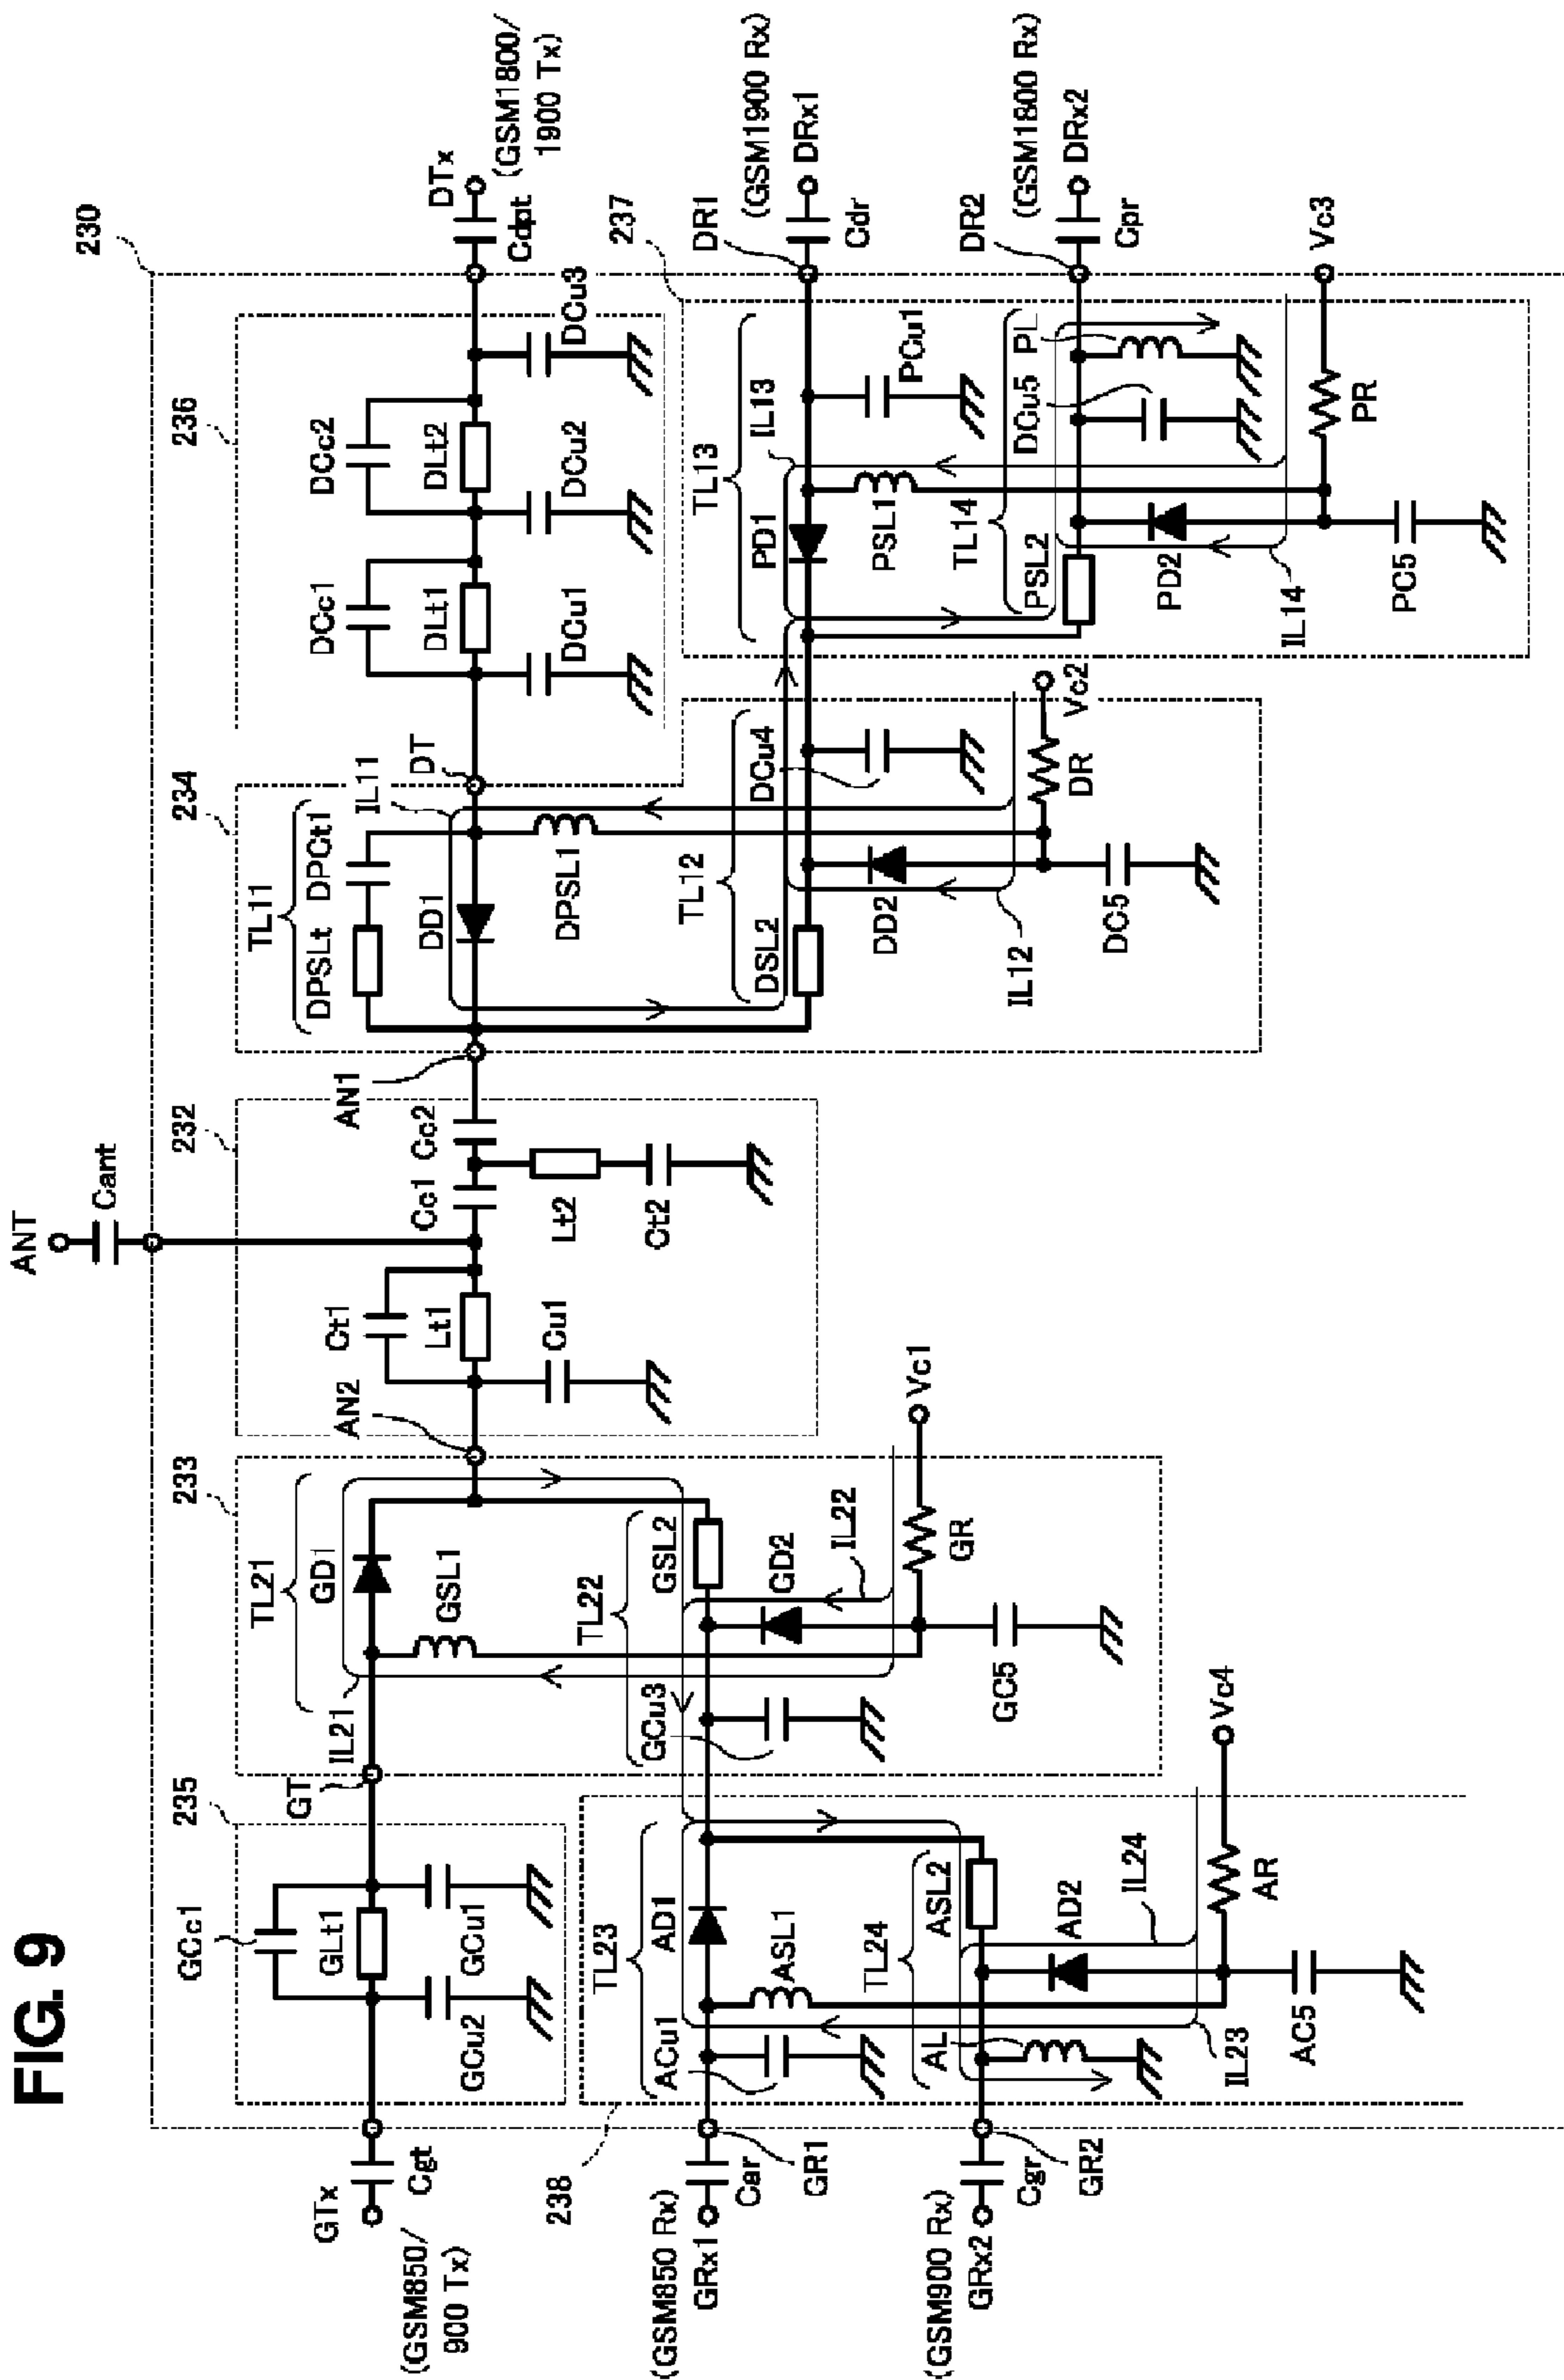 FIG. 9
ANT
Cant
230
235
233
232
234
236
GCc1
GLt1
GCu2
GCu1
GTx
Cgt
(GSM850/
900 Tx)
GT
TL21
GD1
IL21
GSL1
AN2
Ct1
Lt1
Cu1
Cc1
Cc2
Lt2
Ct2
AN1
TL11
DPSLt
DPCt1
DD1
IL11
DT
DPSL1
DCc1
DLt1
DCu1
DCc2
DLt2
DCu2
DCu3
DTx
Cdpt
(GSM1800/
1900 Tx)
TL22
GSL2
GCu3
GD2
IL22
GR
Vc1
GC5
238
(GSM850 Rx)
GRx1
Car
GR1
TL23
AD1
ACu1
ASL1
(GSM900 Rx)
GRx2
Cgr
GR2
TL24
ASL2
AL
AD2
IL24
IL23
AR
Vc4
AC5
TL12
DSL2
DCu4
DD2
IL12
DR
Vc2
DC5
237
TL13
PD1
IL13
PCu1
PSL1
DR1
Cdr
(GSM1900 Rx)
DRx1
TL14
PSL2
DCu5
PL
PD2
IL14
PC5
PR
Vc3
DR2
Cpr
(GSM1800 Rx)
DRx2